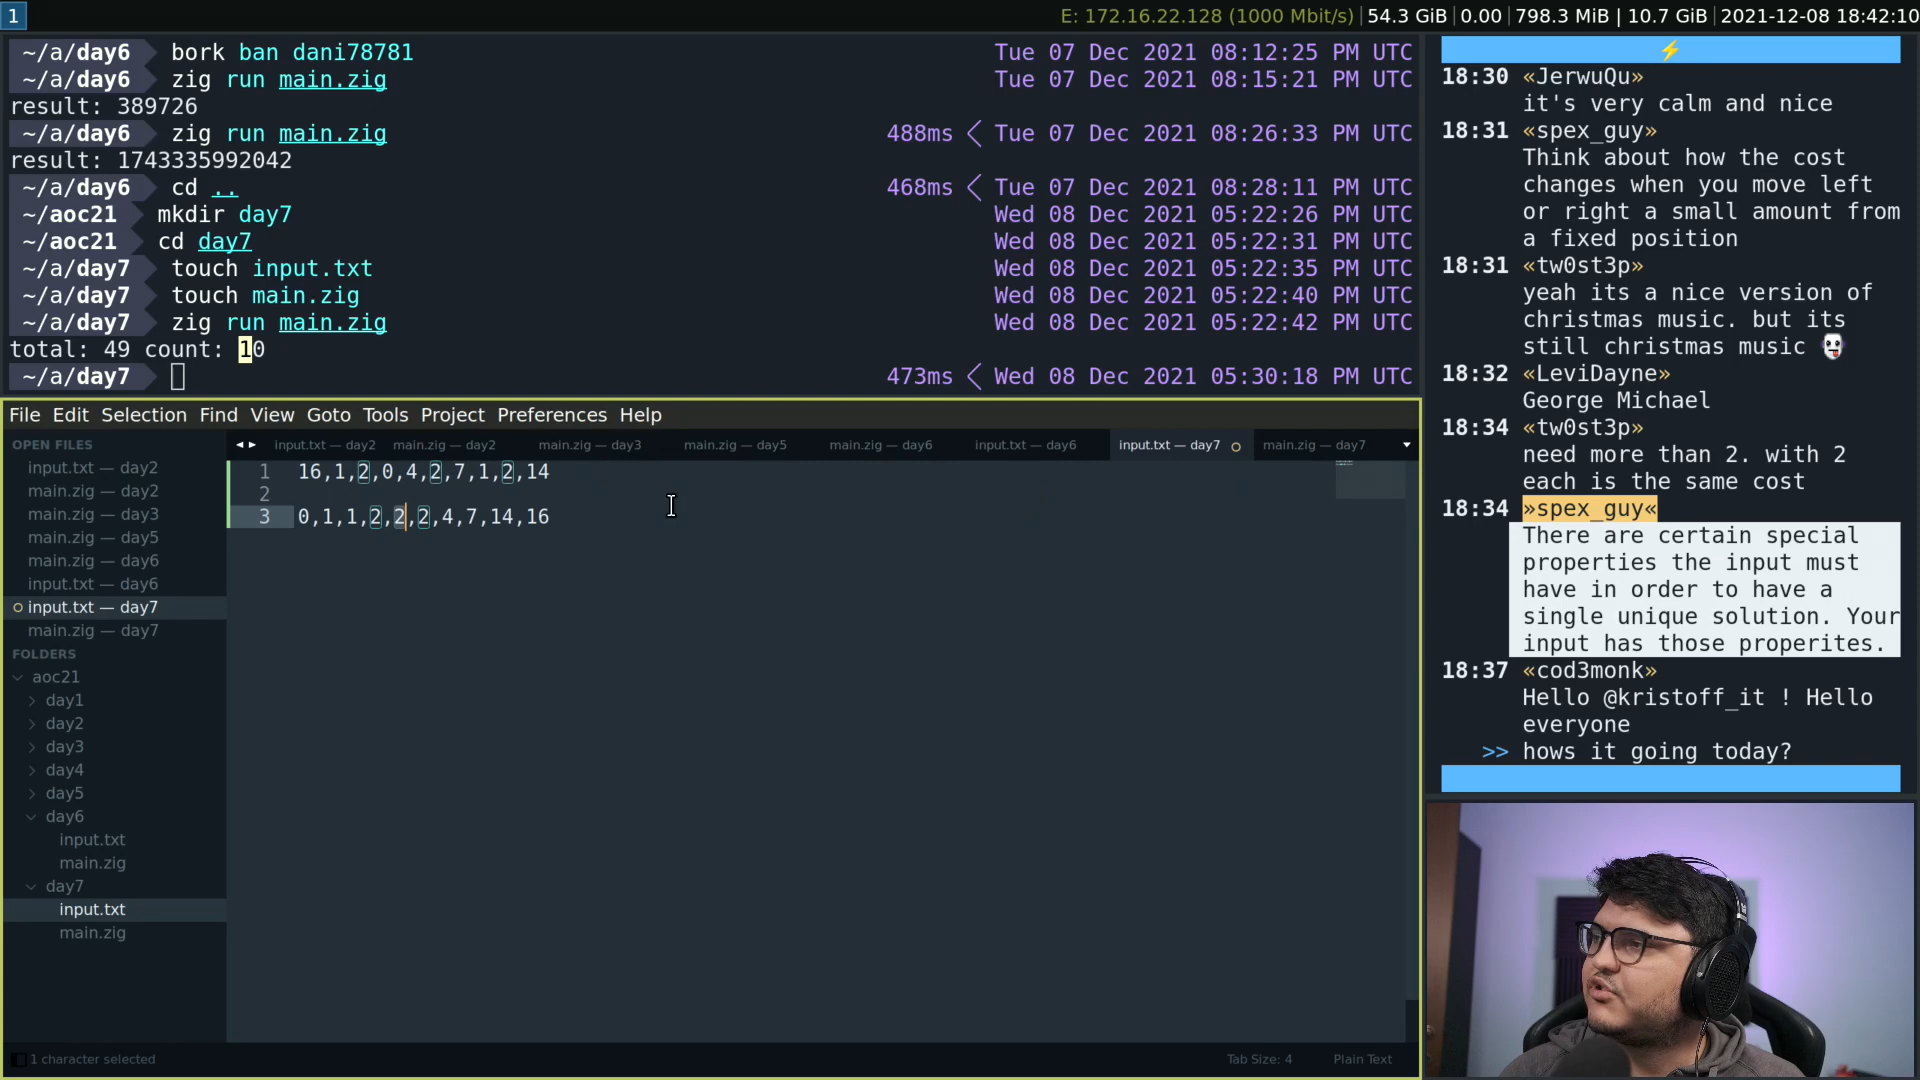 1
E: 172.16.22.128 (1000 Mbit/s) | 54.3 GiB | 0.00 | 798.3 MiB | 10.7 GiB | 2021-12-08 18:42:10
~/a/day6 bork ban dani78781 Tue 07 Dec 2021 08:12:25 PM UTC
~/a/day6 zig run main.zig Tue 07 Dec 2021 08:15:21 PM UTC
result: 389726
~/a/day6 zig run main.zig 488ms < Tue 07 Dec 2021 08:26:33 PM UTC
result: 1743335992042
~/a/day6 cd .. 468ms < Tue 07 Dec 2021 08:28:11 PM UTC
~/aoc21 mkdir day7 Wed 08 Dec 2021 05:22:26 PM UTC
~/aoc21 cd day7 Wed 08 Dec 2021 05:22:31 PM UTC
~/a/day7 touch input.txt Wed 08 Dec 2021 05:22:35 PM UTC
~/a/day7 touch main.zig Wed 08 Dec 2021 05:22:40 PM UTC
~/a/day7 zig run main.zig Wed 08 Dec 2021 05:22:42 PM UTC
total: 49 count: 10
~/a/day7 473ms < Wed 08 Dec 2021 05:30:18 PM UTC
File Edit Selection Find View Goto Tools Project Preferences Help
OPEN FILES
input.txt — day2
main.zig — day2
main.zig — day3
main.zig — day5
main.zig — day6
input.txt — day6
input.txt — day7
main.zig — day7
FOLDERS
aoc21
day1
day2
day3
day4
day5
day6
input.txt
main.zig
day7
input.txt
main.zig
input.txt — day2 main.zig — day2 main.zig — day3 main.zig — day5 main.zig — day6 input.txt — day6 input.txt — day7 main.zig — day7
1 16,1,2,0,4,2,7,1,2,14
2
3 0,1,1,2,2,2,4,7,14,16
1 character selected Tab Size: 4 Plain Text
18:30 «JerwuQu»
it's very calm and nice
18:31 «spex_guy»
Think about how the cost
changes when you move left
or right a small amount from
a fixed position
18:31 «tw0st3p»
yeah its a nice version of
christmas music. but its
still christmas music
18:32 «LeviDayne»
George Michael
18:34 «tw0st3p»
need more than 2. with 2
each is the same cost
18:34 »spex_guy«
There are certain special
properties the input must
have in order to have a
single unique solution. Your
input has those properites.
18:37 «cod3monk»
Hello @kristoff_it ! Hello
everyone
>> hows it going today?